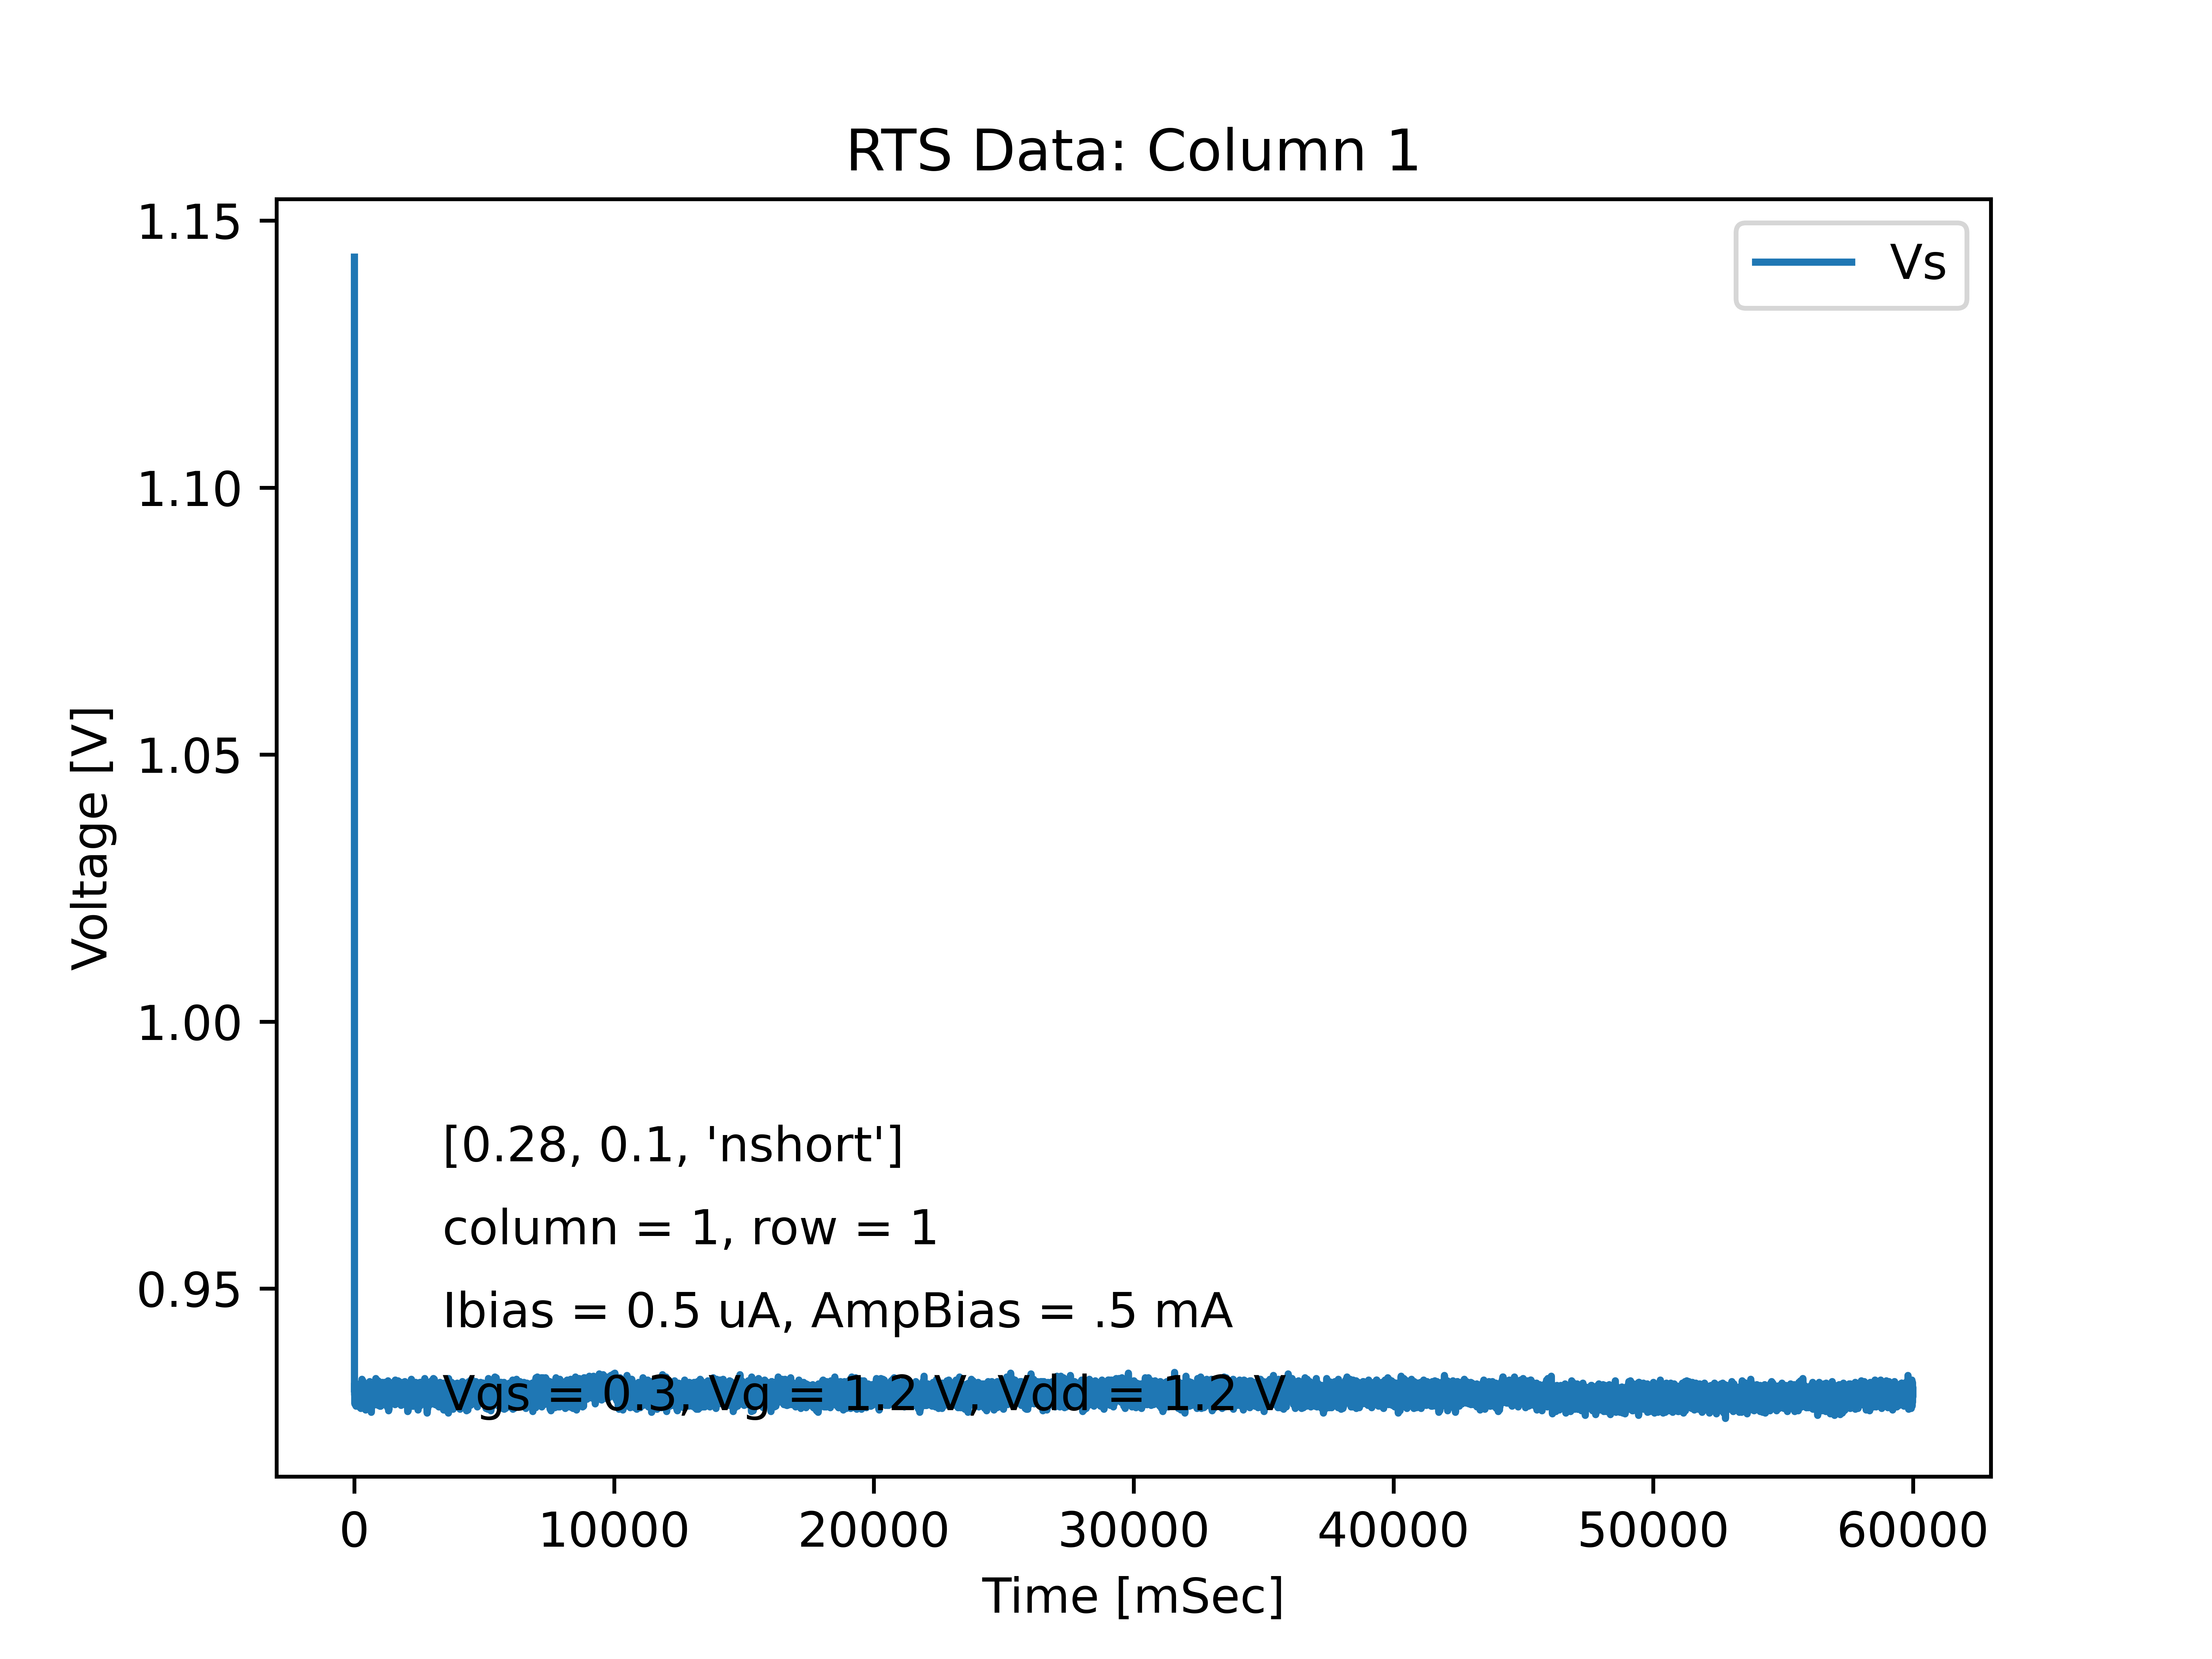 RTS Data: Column 1
Vs
Voltage [V]
1.15
1.10
1.05
1.00
0.95
[0.28, 0.1, 'nshort']
column = 1, row = 1
Ibias = 0.5 uA, AmpBias = .5 mA
Vgs = 0.3, Vg = 1.2 V, Vdd = 1.2 V
0 10000 20000 30000 40000 50000 60000
Time [mSec]